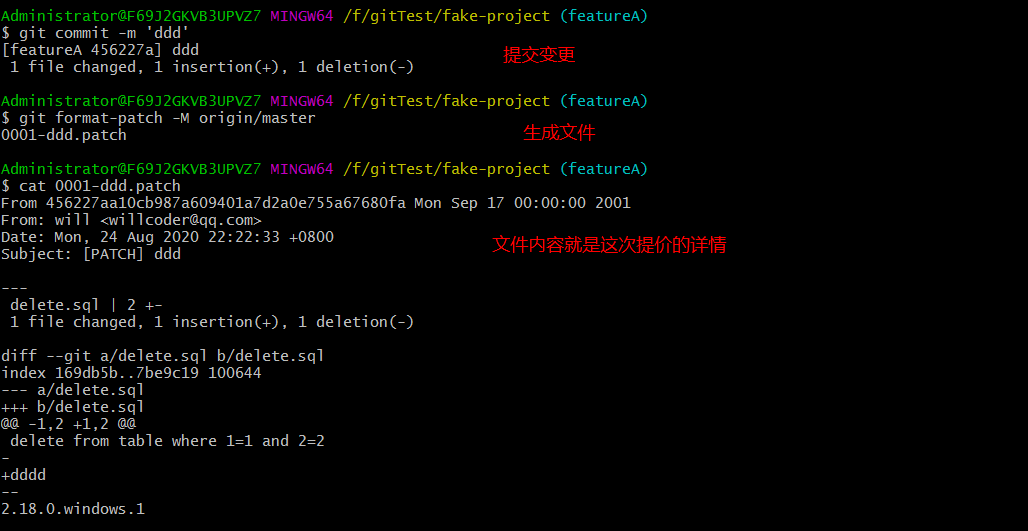 Administrator@F69J2GKVB3UPVZ7 MINGW64 /f/gitTest/fake-project (featureA)
$ git commit -m 'ddd'
[featureA 456227a] ddd
提交变更
1 file changed, 1 insertion(+), 1 deletion(-)
Administrator@F69J2GKVB3UPVZ7 MINGW64 /f/gitTest/fake-project (featureA)
$ git format-patch -M origin/master
生成文件
0001-ddd.patch
Administrator@F69J2GKVB3UPVZ7 MINGW64 /f/gitTest/fake-project (featureA)
$ cat 0001-ddd.patch
From 456227aa10cb987a609401a7d2a0e755a67680fa Mon Sep 17 00:00:00 2001
From: will <willcoder@qq.com>
Date: Mon, 24 Aug 2020 22:22:33 +0800
文件内容就是这次提价的详情
Subject: [PATCH] ddd
---
delete.sql | 2 +-
1 file changed, 1 insertion(+), 1 deletion(-)
diff --git a/delete.sql b/delete.sql
index 169db5b..7be9c19 100644
--- a/delete.sql
+++ b/delete.sql
@@ -1,2 +1,2 @@
delete from table where 1=1 and 2=2
-
+dddd
--
2.18.0.windows.1